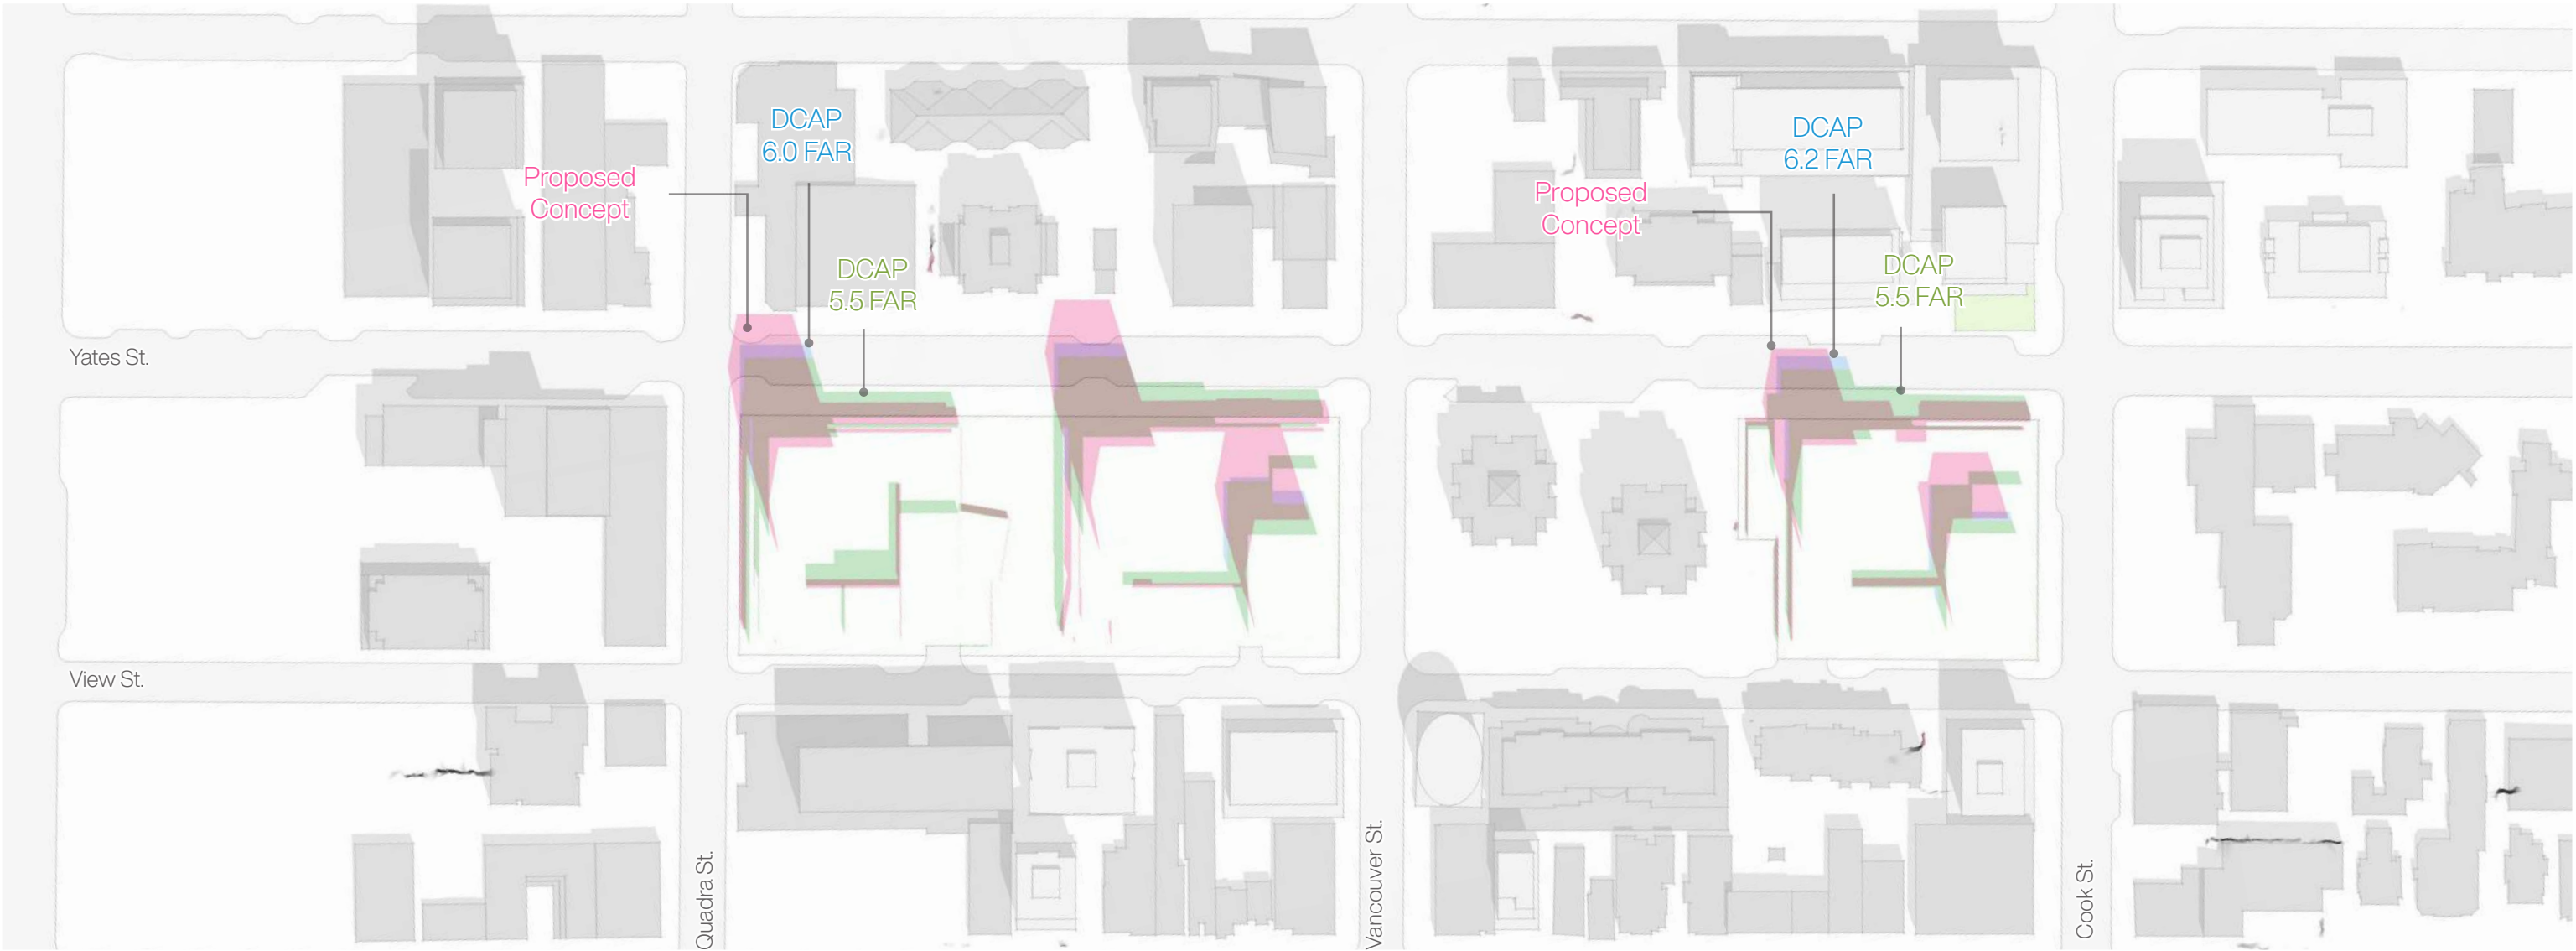 DCAP
6.0 FAR
DCAP
6.2 FAR
Proposed
Concept
Proposed
Concept
DCAP
5.5 FAR
DCAP
5.5 FAR
Yates St.
View St.
Quadra St.
Vancouver St.
Cook St.